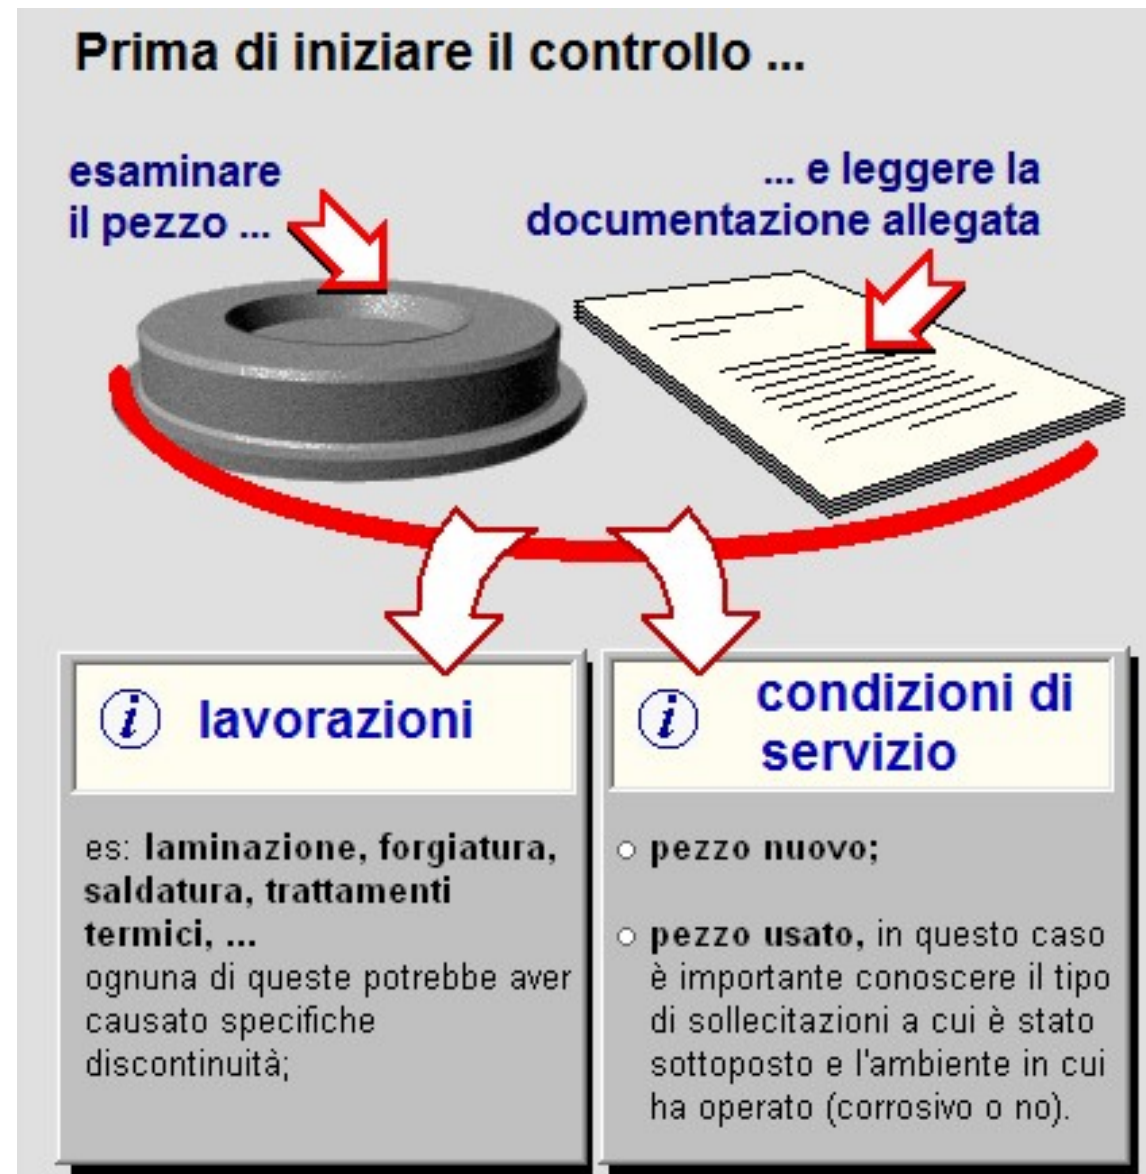 Prima di iniziare il controllo ...
esaminare
il pezzo ...
... e leggere la
documentazione allegata
i lavorazioni
es: laminazione, forgiatura,
saldatura, trattamenti
termici, ...
ognuna di queste potrebbe aver
causato specifiche
discontinuità;
i condizioni di
servizio
pezzo nuovo;
pezzo usato, in questo caso
è importante conoscere il tipo
di sollecitazioni a cui è stato
sottoposto e l'ambiente in cui
ha operato (corrosivo o no).